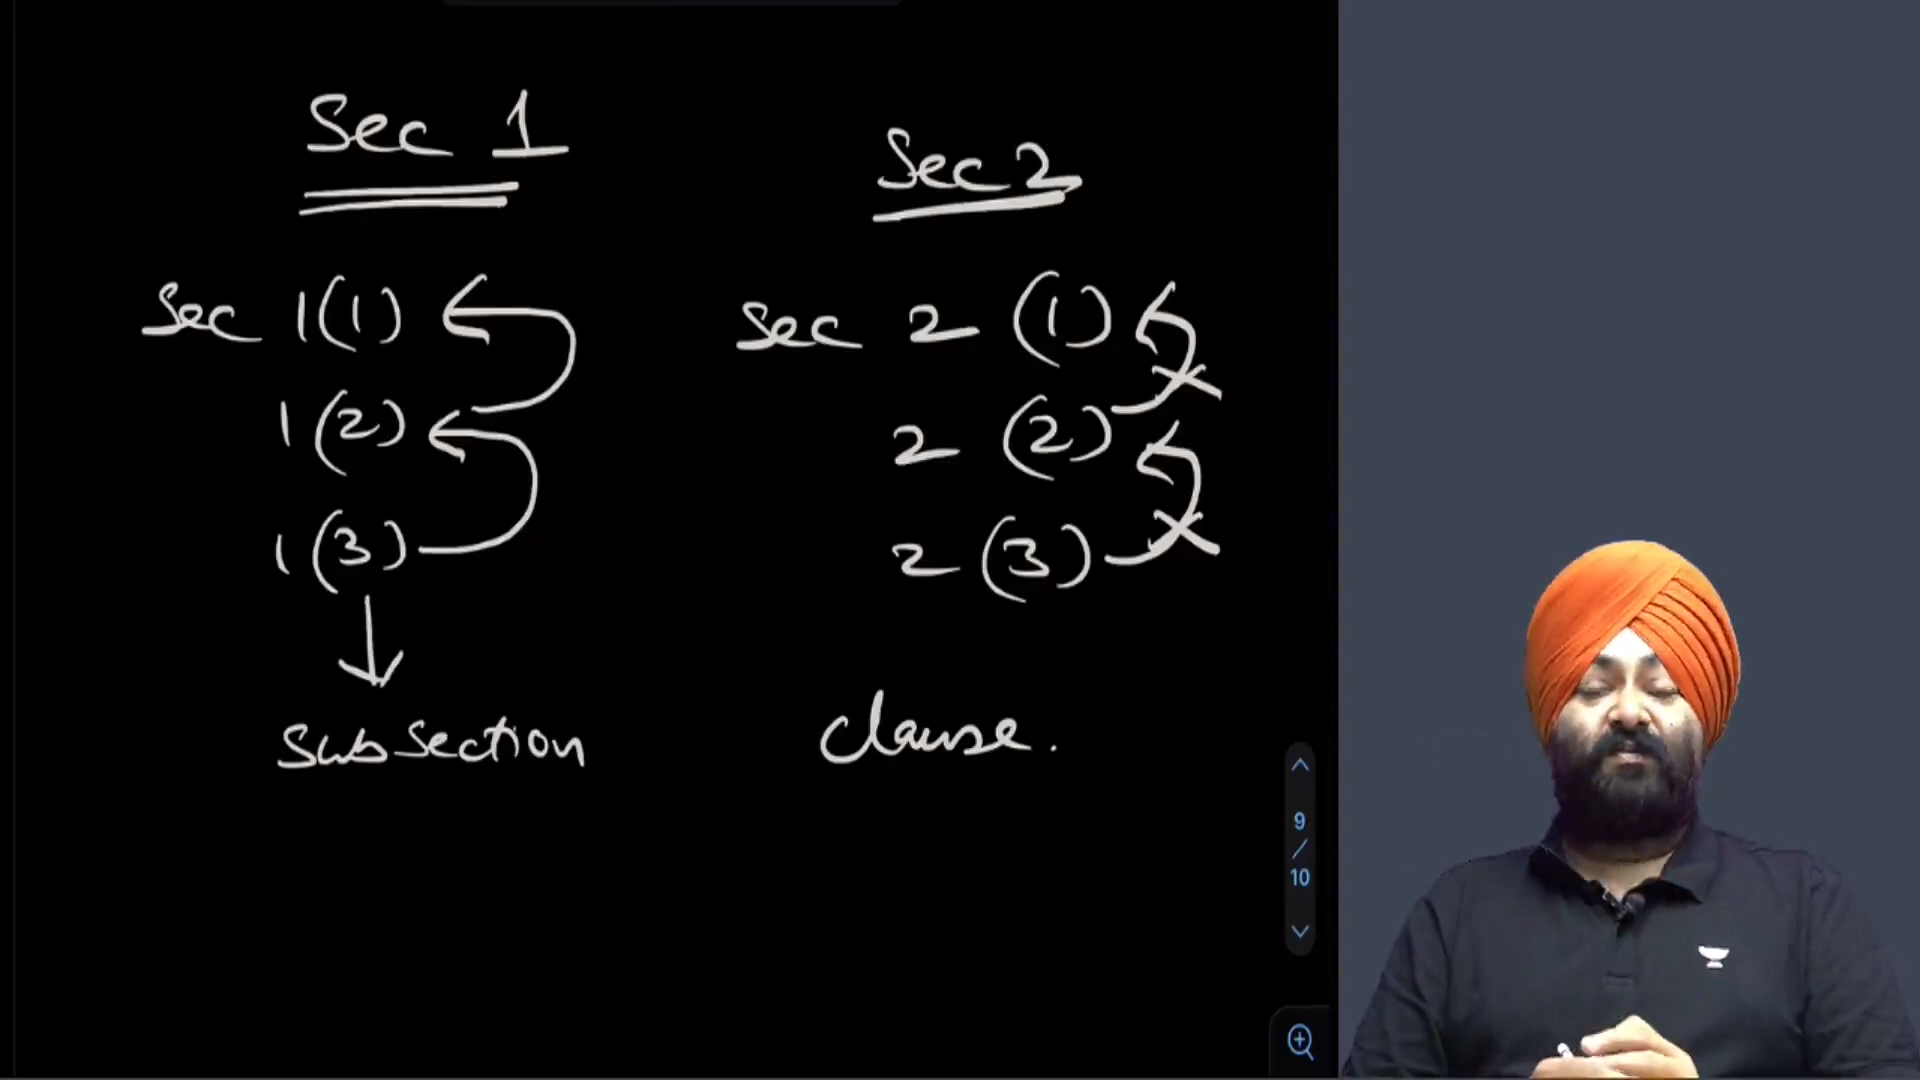 Sec 1
Sec 1(1)
1(2)
1(3)
Subsection
Sec 2
Sec 2 (1)
2 (2)
2 (3)
Clause.
9
/
10